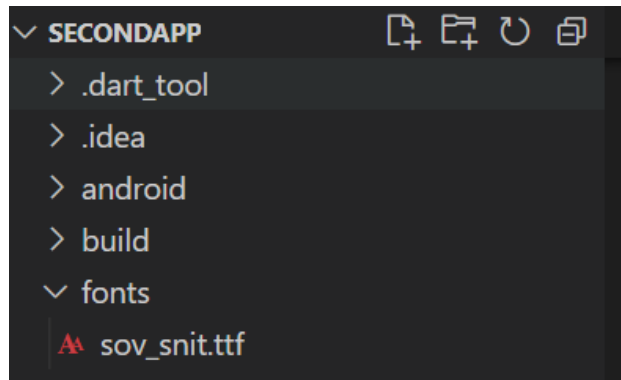 SECONDAPP
.dart_tool
.idea
android
build
fonts
sov_snit.ttf